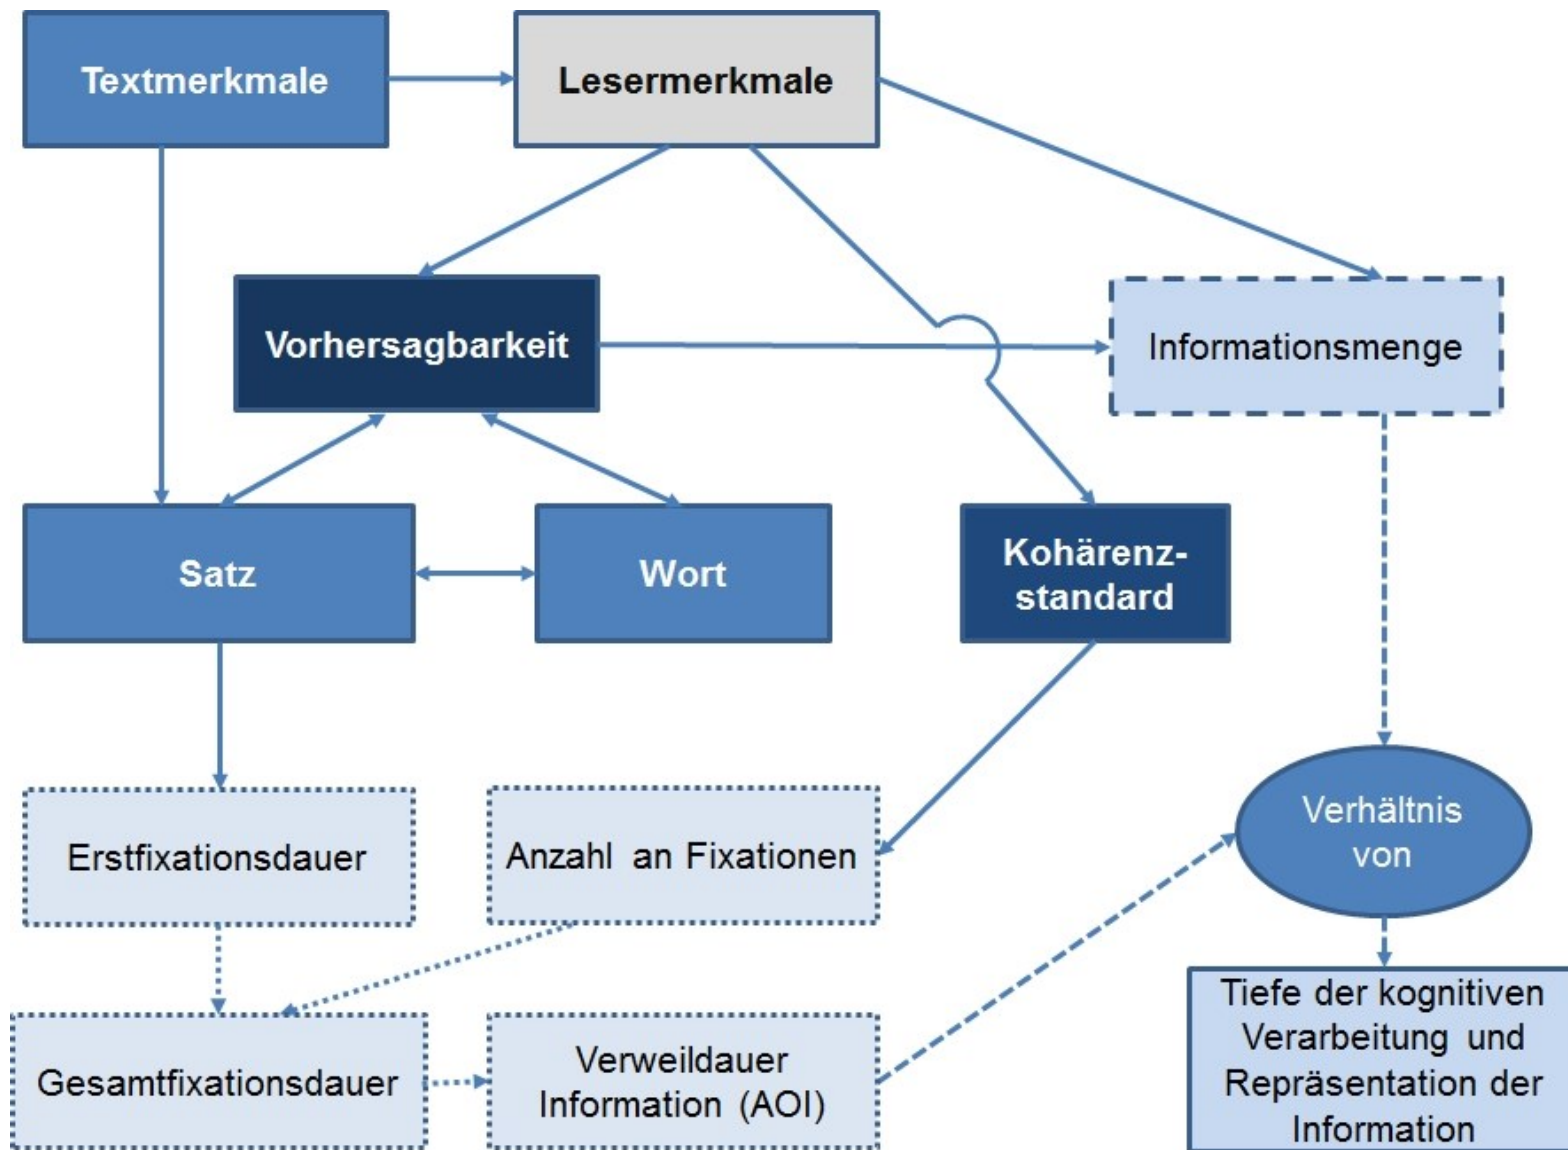 Textmerkmale
Lesermerkmale
Vorhersagbarkeit
Informationsmenge
Satz
Wort
Kohärenz-
standard
Erstfixationsdauer
Anzahl an Fixationen
Verhältnis
von
Gesamtfixationsdauer
Verweildauer
Information (AOI)
Tiefe der kognitiven
Verarbeitung und
Repräsentation der
Information